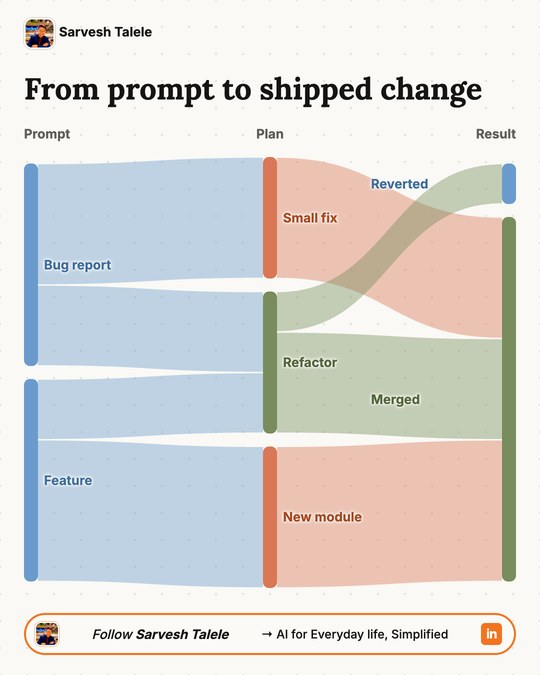 Sarvesh Talele
From prompt to shipped change
Prompt Plan Result
Reverted
Small fix
Bug report
Refactor
Merged
Feature
New module
Follow Sarvesh Talele → AI for Everyday life, Simplified in